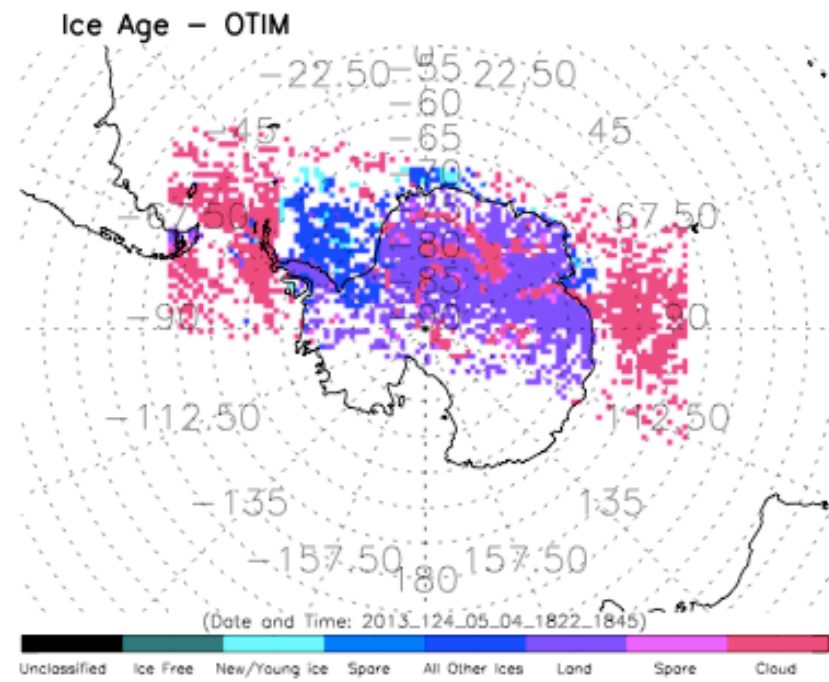 Ice Age – OTIM
0
−22.50 −55 22.50
−60
−45 −65 45
−70
−67.50 67.50
−80
−85
−90 −90 90
−112.50 112.50
−135 135
−157.50 157.50
180
(Date and Time: 2013_124_05_04_1822_1845)
Unclassified Ice Free New/Young ice Spare All Other Ices Land Spare Cloud